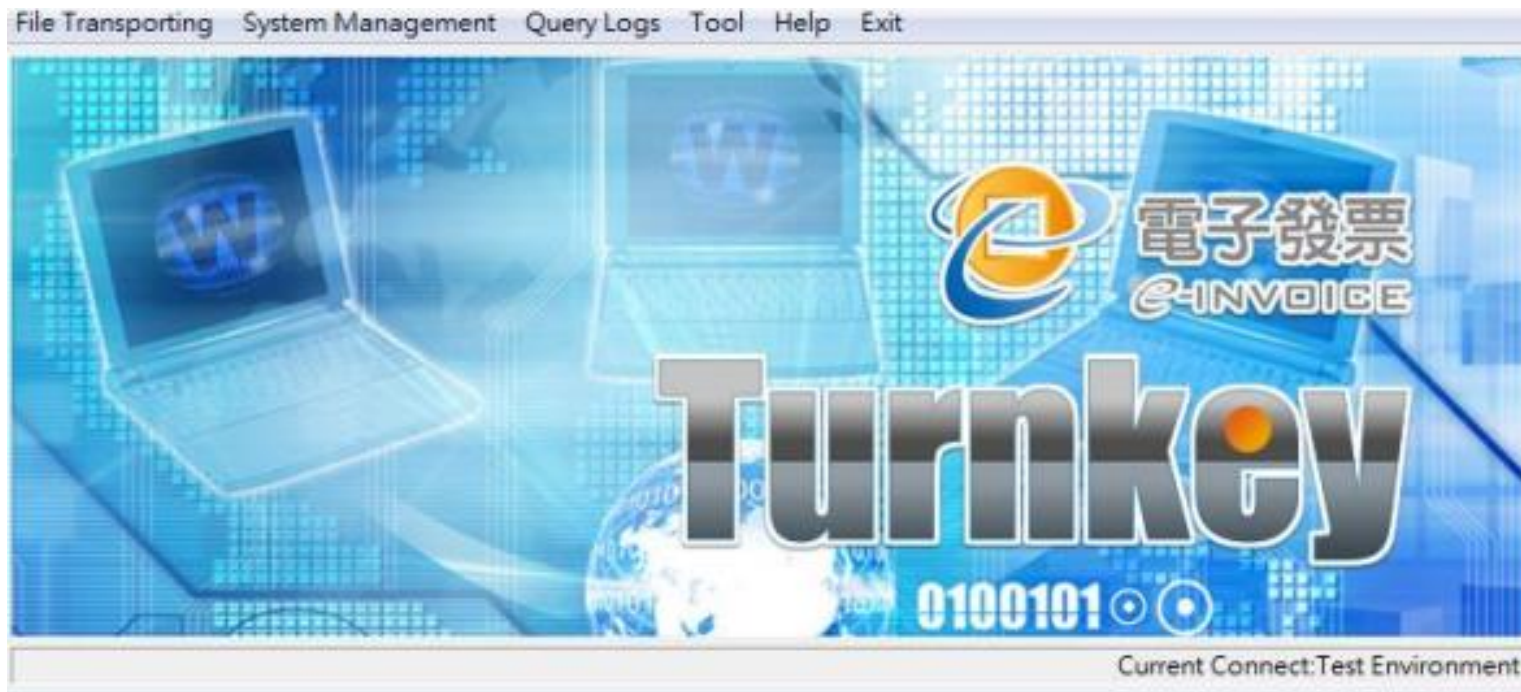 File Transporting System Management Query Logs Tool Help Exit
W
W
W
電子發票
e-INVOICE
Turnkey
0100101
Current Connect:Test Environment